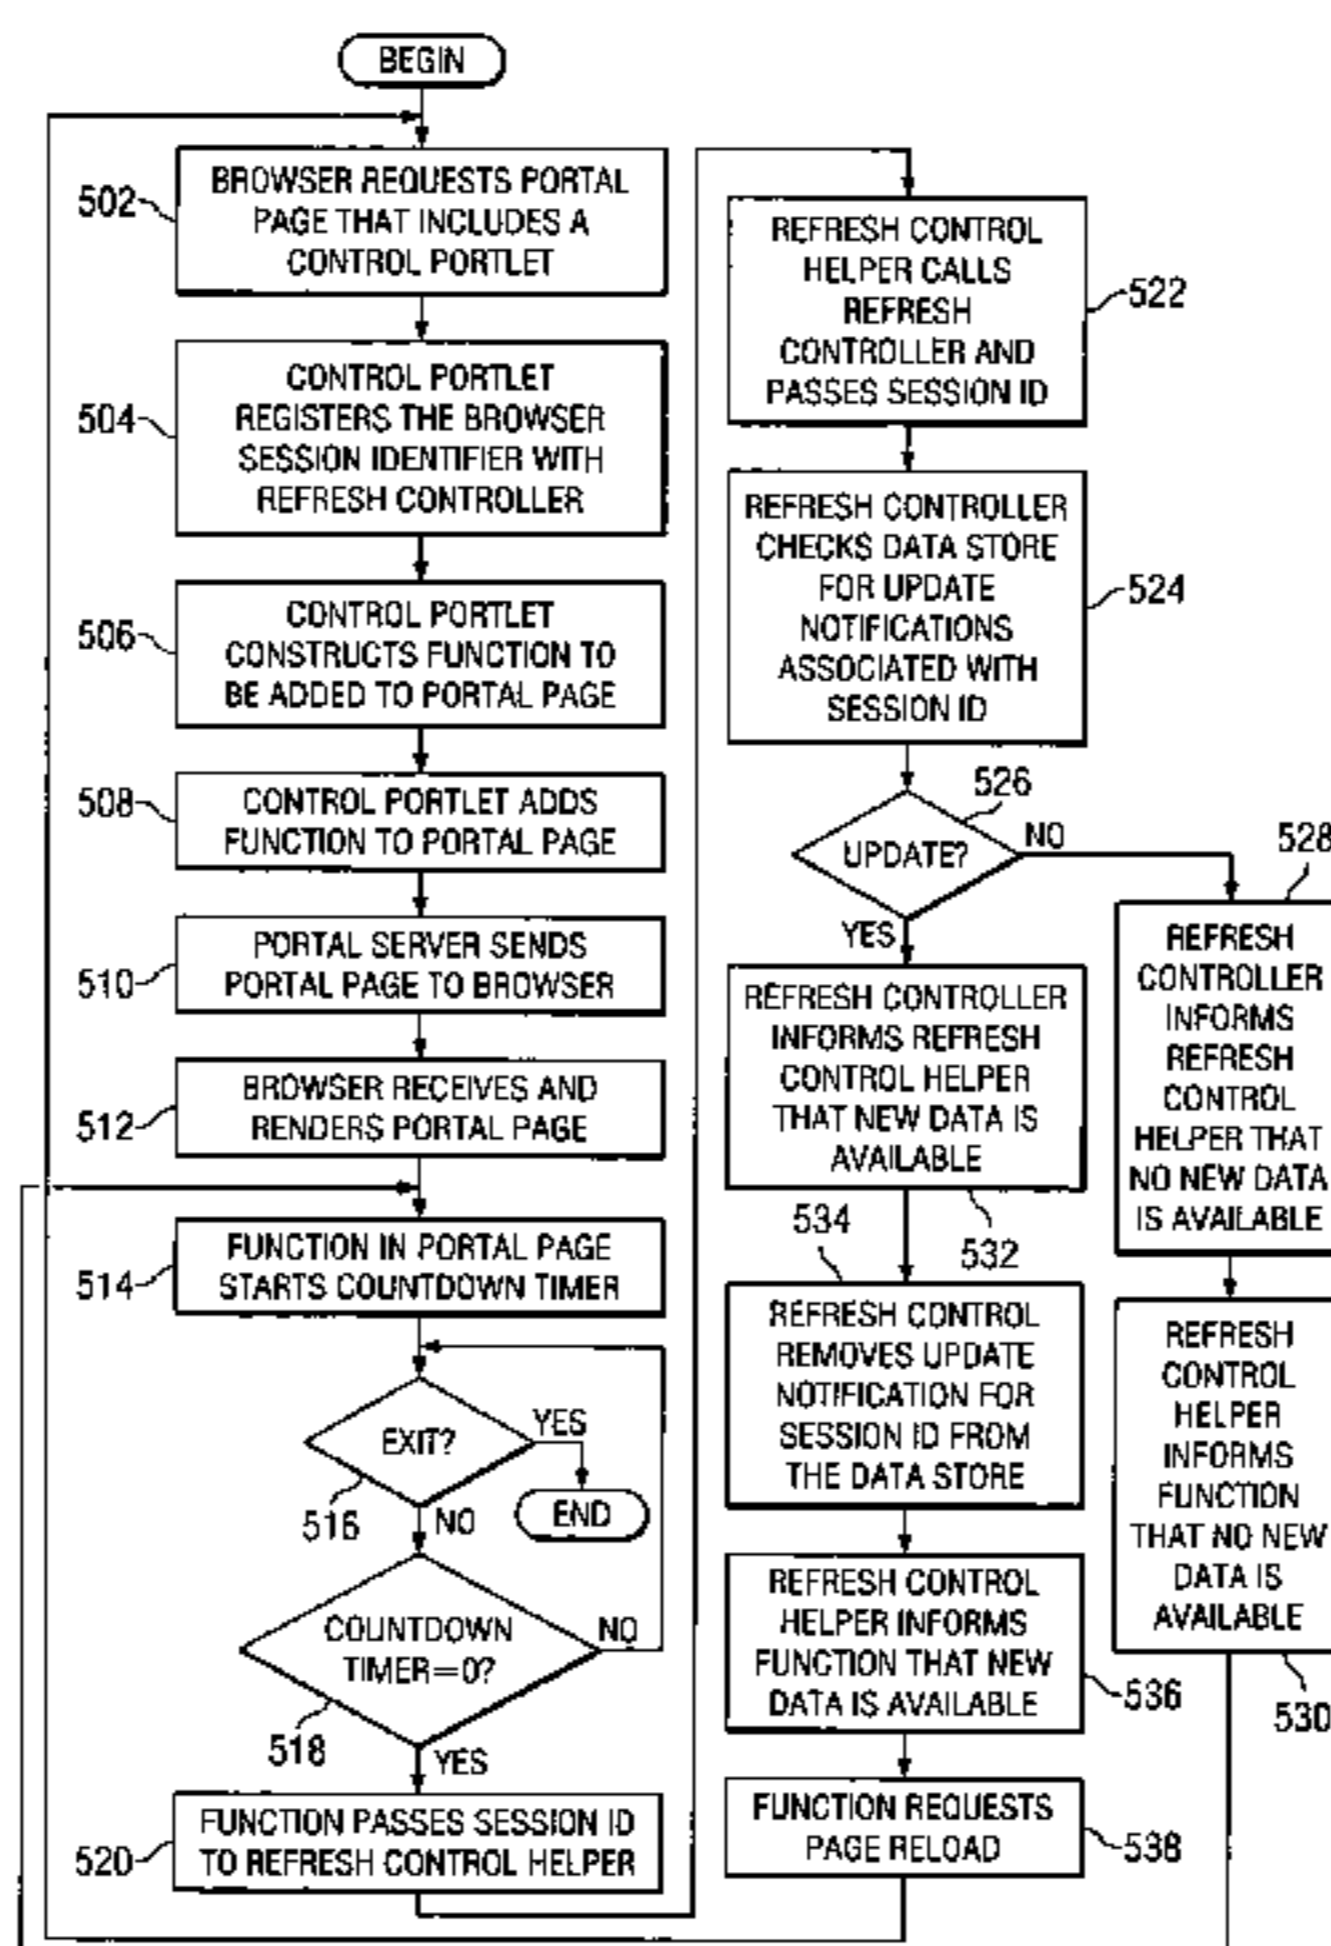 BEGIN
502
BROWSER REQUESTS PORTAL
PAGE THAT INCLUDES A
CONTROL PORTLET
504
CONTROL PORTLET
REGISTERS THE BROWSER
SESSION IDENTIFIER WITH
REFRESH CONTROLLER
506
CONTROL PORTLET
CONSTRUCTS FUNCTION TO
BE ADDED TO PORTAL PAGE
508
CONTROL PORTLET ADDS
FUNCTION TO PORTAL PAGE
510
PORTAL SERVER SENDS
PORTAL PAGE TO BROWSER
512
BROWSER RECEIVES AND
RENDERS PORTAL PAGE
514
FUNCTION IN PORTAL PAGE
STARTS COUNTDOWN TIMER
EXIT?
YES
516
NO
END
COUNTDOWN
TIMER=0?
NO
518
YES
520
FUNCTION PASSES SESSION ID
TO REFRESH CONTROL HELPER
REFRESH CONTROL
HELPER CALLS
REFRESH
CONTROLLER AND
PASSES SESSION ID
522
REFRESH CONTROLLER
CHECKS DATA STORE
FOR UPDATE
NOTIFICATIONS
ASSOCIATED WITH
SESSION ID
524
526
UPDATE?
NO
YES
REFRESH CONTROLLER
INFORMS REFRESH
CONTROL HELPER
THAT NEW DATA IS
AVAILABLE
532
534
REFRESH CONTROL
REMOVES UPDATE
NOTIFICATION FOR
SESSION ID FROM
THE DATA STORE
REFRESH CONTROL
HELPER INFORMS
FUNCTION THAT NEW
DATA IS AVAILABLE
536
FUNCTION REQUESTS
PAGE RELOAD
538
528
REFRESH
CONTROLLER
INFORMS
REFRESH
CONTROL
HELPER THAT
NO NEW DATA
IS AVAILABLE
REFRESH
CONTROL
HELPER
INFORMS
FUNCTION
THAT NO NEW
DATA IS
AVAILABLE
530